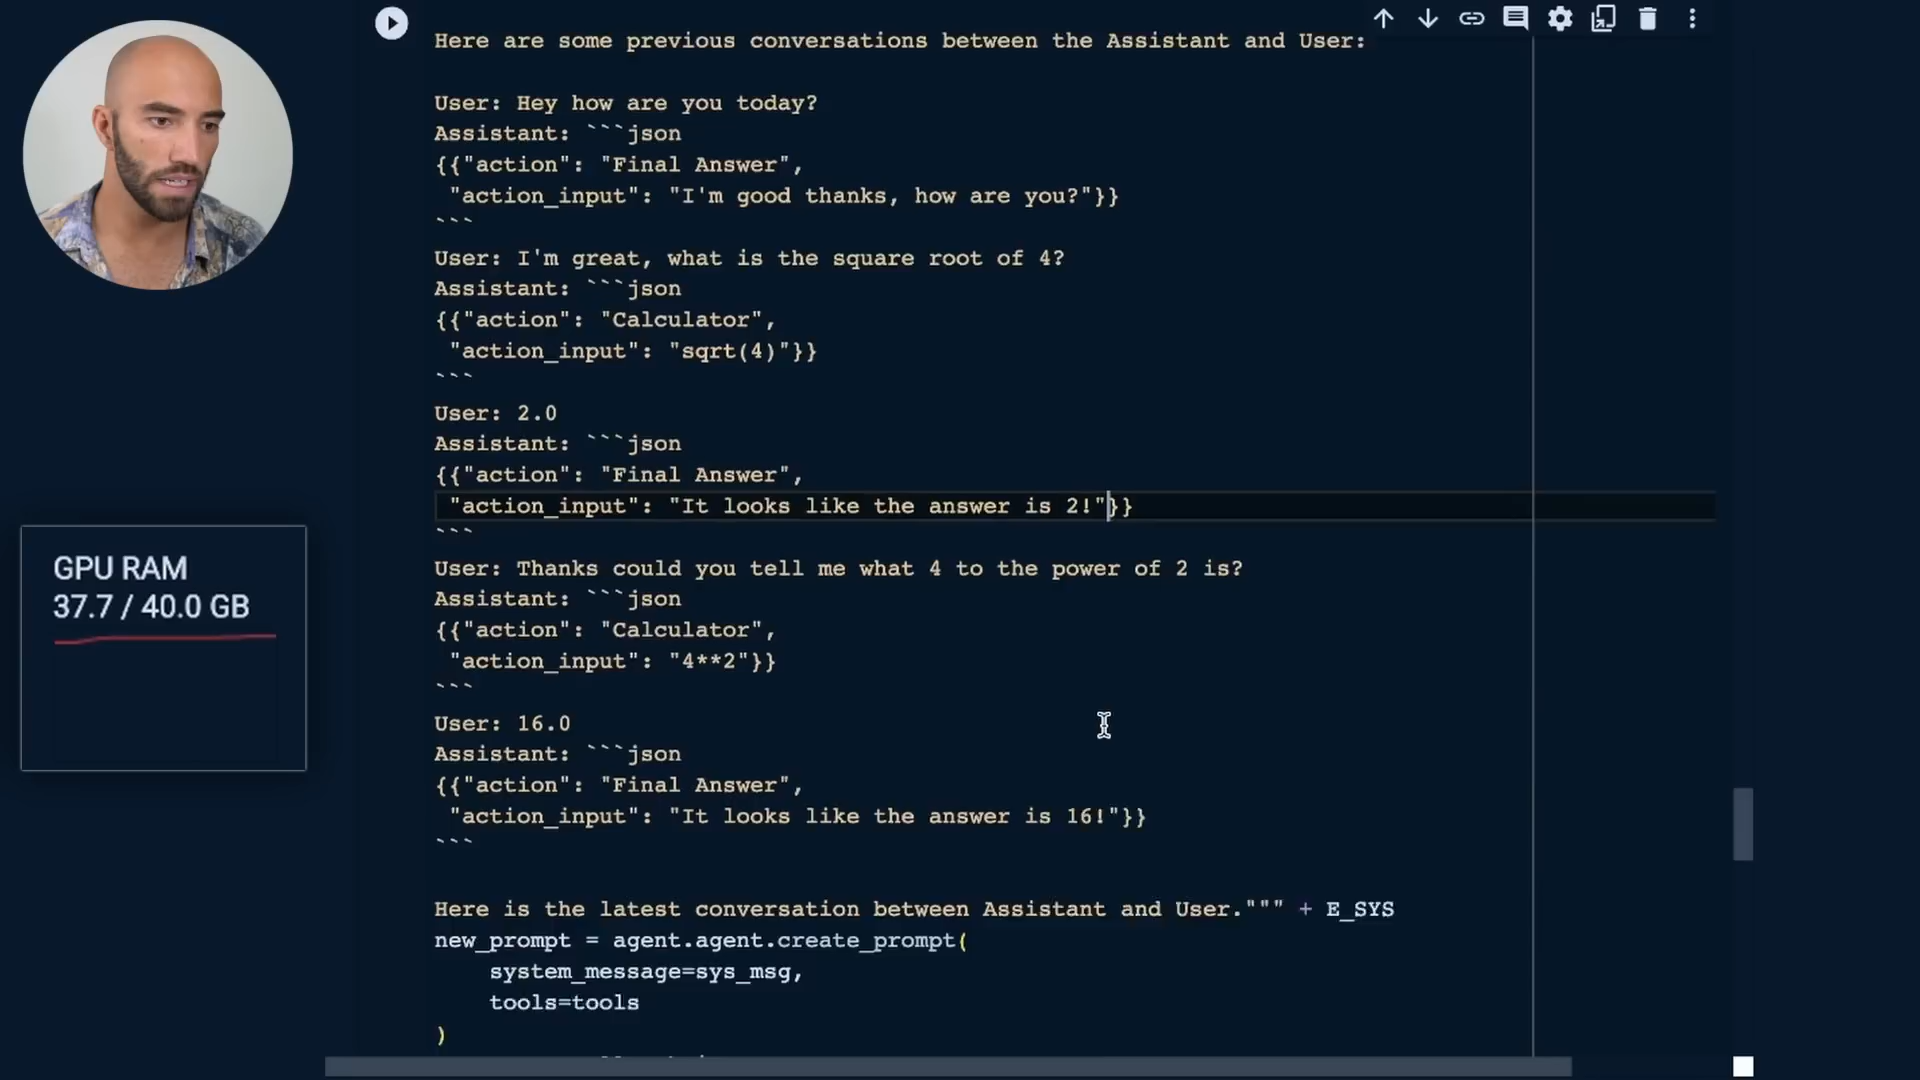 Here are some previous conversations between the Assistant and User:
User: Hey how are you today?
Assistant: ```json
{{"action": "Final Answer",
 "action_input": "I'm good thanks, how are you?"}}
```
User: I'm great, what is the square root of 4?
Assistant: ```json
{{"action": "Calculator",
 "action_input": "sqrt(4)"}}
```
User: 2.0
Assistant: ```json
{{"action": "Final Answer",
 "action_input": "It looks like the answer is 2!"}}
```
User: Thanks could you tell me what 4 to the power of 2 is?
Assistant: ```json
{{"action": "Calculator",
 "action_input": "4**2"}}
```
User: 16.0
Assistant: ```json
{{"action": "Final Answer",
 "action_input": "It looks like the answer is 16!"}}
```
Here is the latest conversation between Assistant and User.""" + E_SYS
new_prompt = agent.agent.create_prompt(
    system_message=sys_msg,
    tools=tools
)
GPU RAM
37.7 / 40.0 GB